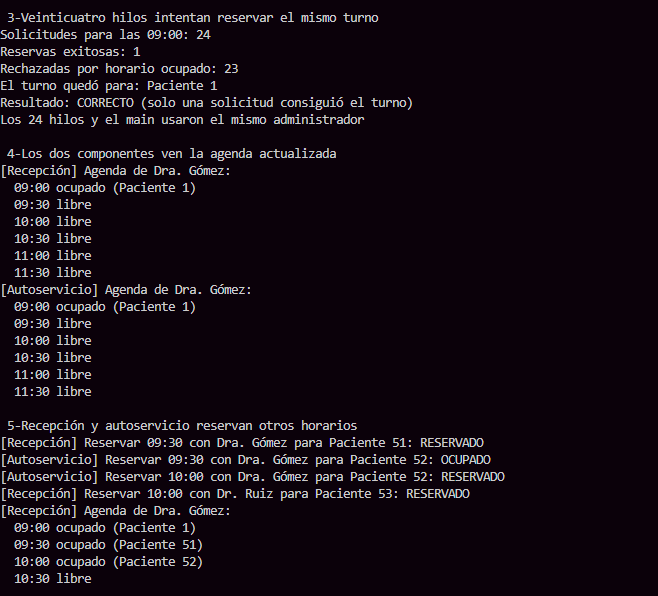 3-Veinticuatro hilos intentan reservar el mismo turno
Solicitudes para las 09:00: 24
Reservas exitosas: 1
Rechazadas por horario ocupado: 23
El turno quedó para: Paciente 1
Resultado: CORRECTO (solo una solicitud consiguió el turno)
Los 24 hilos y el main usaron el mismo administrador

4-Los dos componentes ven la agenda actualizada
[Recepción] Agenda de Dra. Gómez:
  09:00 ocupado (Paciente 1)
  09:30 libre
  10:00 libre
  10:30 libre
  11:00 libre
  11:30 libre
[Autoservicio] Agenda de Dra. Gómez:
  09:00 ocupado (Paciente 1)
  09:30 libre
  10:00 libre
  10:30 libre
  11:00 libre
  11:30 libre

5-Recepción y autoservicio reservan otros horarios
[Recepción] Reservar 09:30 con Dra. Gómez para Paciente 51: RESERVADO
[Autoservicio] Reservar 09:30 con Dra. Gómez para Paciente 52: OCUPADO
[Autoservicio] Reservar 10:00 con Dra. Gómez para Paciente 52: RESERVADO
[Recepción] Reservar 10:00 con Dr. Ruiz para Paciente 53: RESERVADO
[Recepción] Agenda de Dra. Gómez:
  09:00 ocupado (Paciente 1)
  09:30 ocupado (Paciente 51)
  10:00 ocupado (Paciente 52)
  10:30 libre